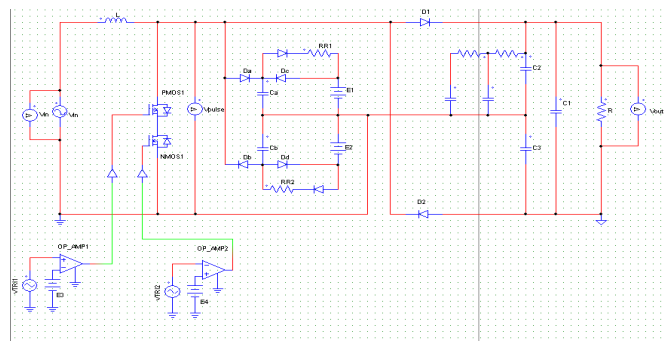 L
D1
RR1
Da
Dc
C2
PMOS1
Ca
E1
Vin
Vin
Vpulse
C1
R
Vout
NMOS1
Cb
E2
C3
Db
Dd
RR2
D2
OP_AMP1
OP_AMP2
VTRI1
E3
VTRI2
E4